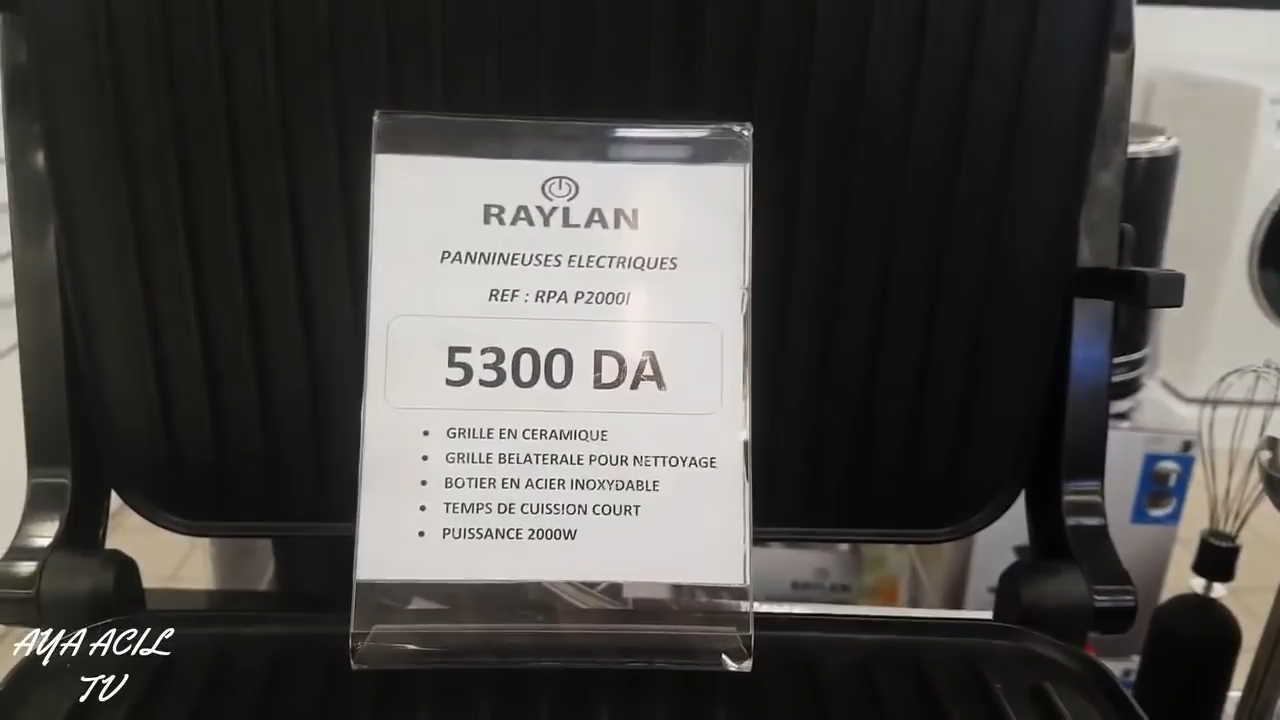 RAYLAN
PANNINEUSES ELECTRIQUES
REF : RPA P2000I
5300 DA
• GRILLE EN CERAMIQUE
• GRILLE BELATERALE POUR NETTOYAGE
• BOTIER EN ACIER INOXYDABLE
• TEMPS DE CUISSION COURT
• PUISSANCE 2000W
RAYLAN
AYA ACIL
TV